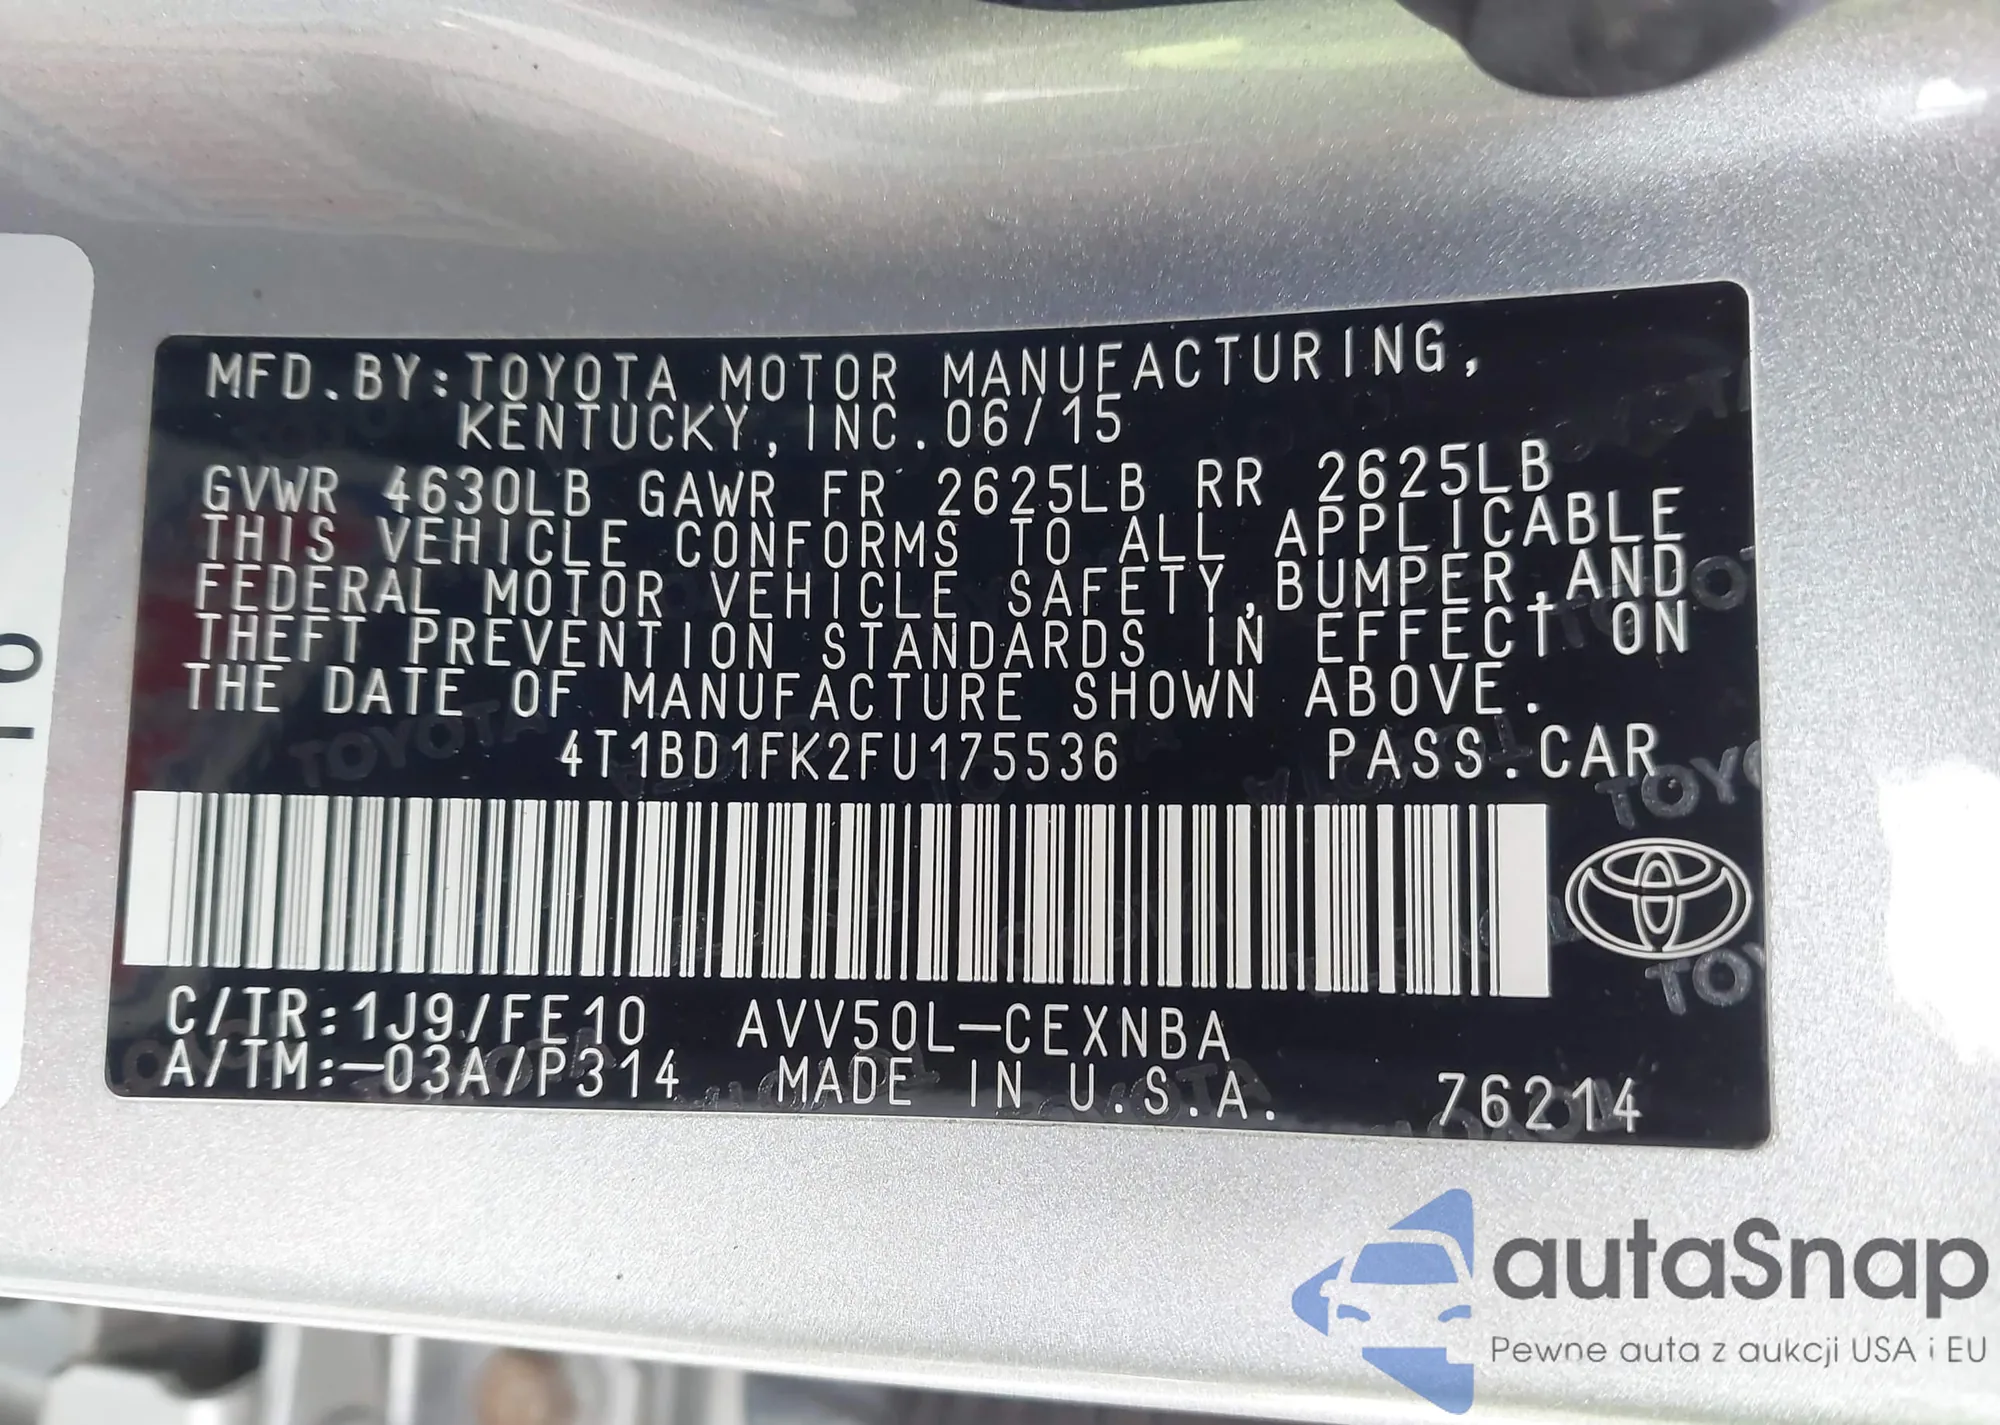 MFD.BY:TOYOTA MOTOR MANUFACTURING,
KENTUCKY,INC.06/15
GVWR 4630LB GAWR FR 2625LB RR 2625LB
THIS VEHICLE CONFORMS TO ALL APPLICABLE
FEDERAL MOTOR VEHICLE SAFETY,BUMPER,AND
THEFT PREVENTION STANDARDS IN EFFECT ON
THE DATE OF MANUFACTURE SHOWN ABOVE.
4T1BD1FK2FU175536 PASS.CAR
C/TR:1J9/FE10 AVV50L-CEXNBA
A/TM:-03A/P314 MADE IN U.S.A. 76214
autaSnap
Pewne auta z aukcji USA i EU